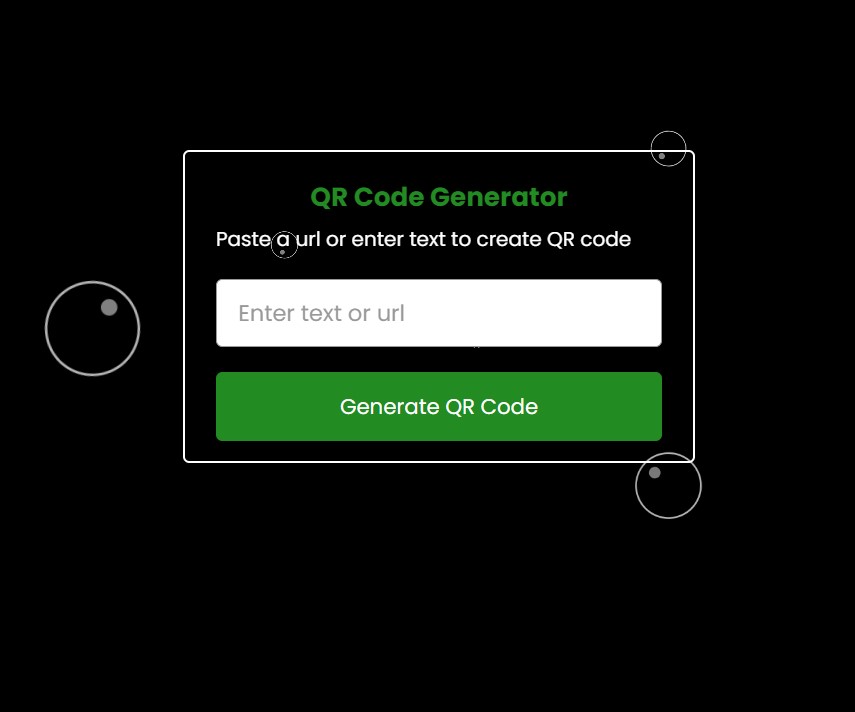 QR Code Generator
Paste a url or enter text to create QR code
Enter text or url
Generate QR Code